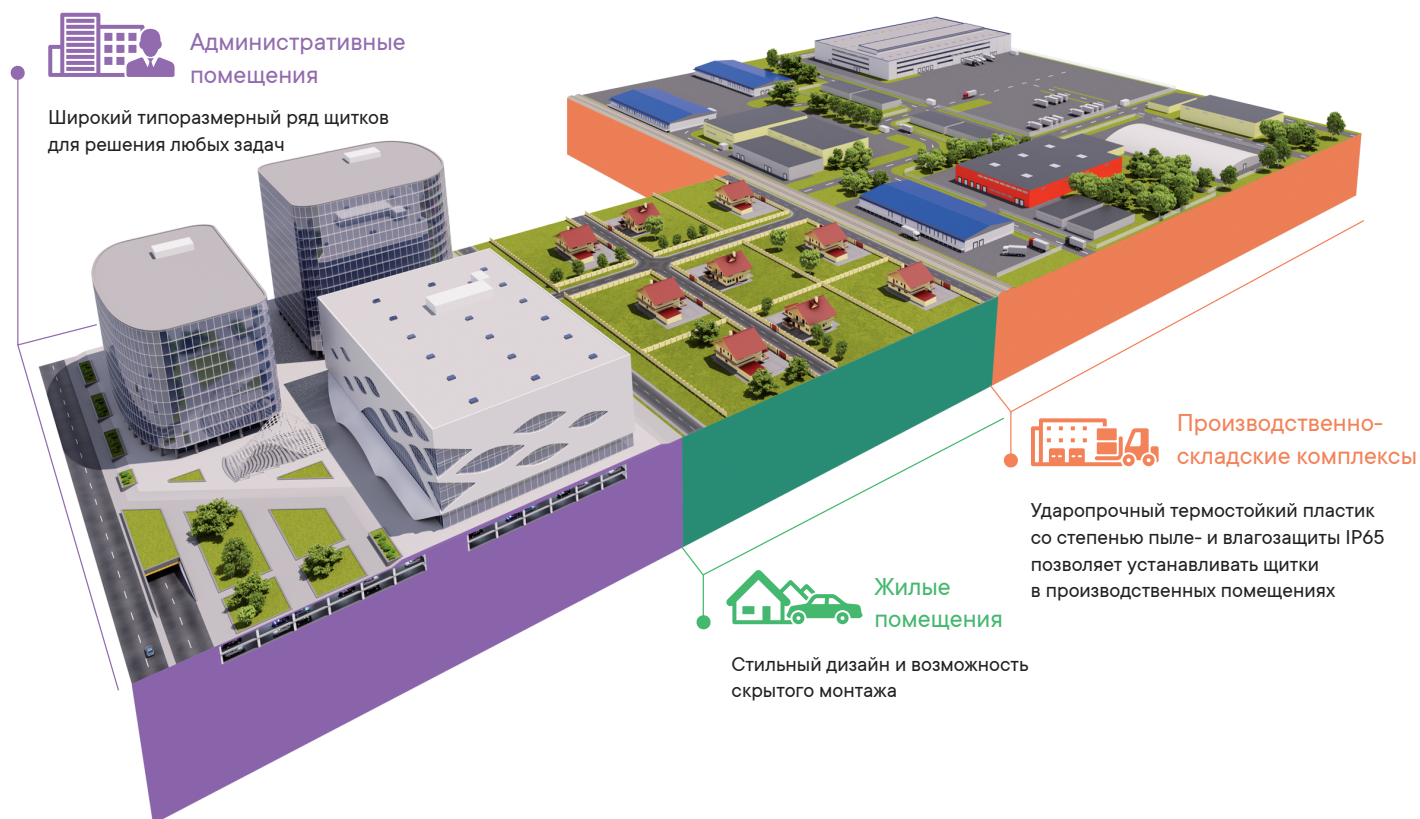 Административные
помещения
Широкий типоразмерный ряд щитков
для решения любых задач
Производственно-
складские комплексы
Ударопрочный термостойкий пластик
со степенью пыле- и влагозащиты IP65
позволяет устанавливать щитки
в производственных помещениях
Жилые
помещения
Стильный дизайн и возможность
скрытого монтажа